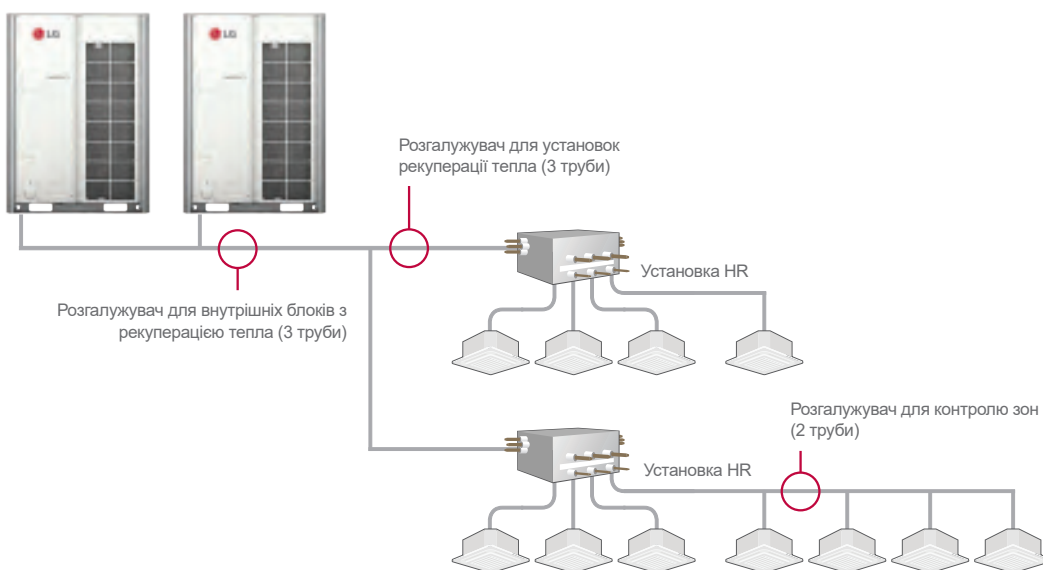 LG
LG
Розгалужувач для установок
рекуперації тепла (3 труби)
Установка HR
Розгалужувач для внутрішніх блоків з
рекуперацією тепла (3 труби)
Розгалужувач для контролю зон
(2 труби)
Установка HR